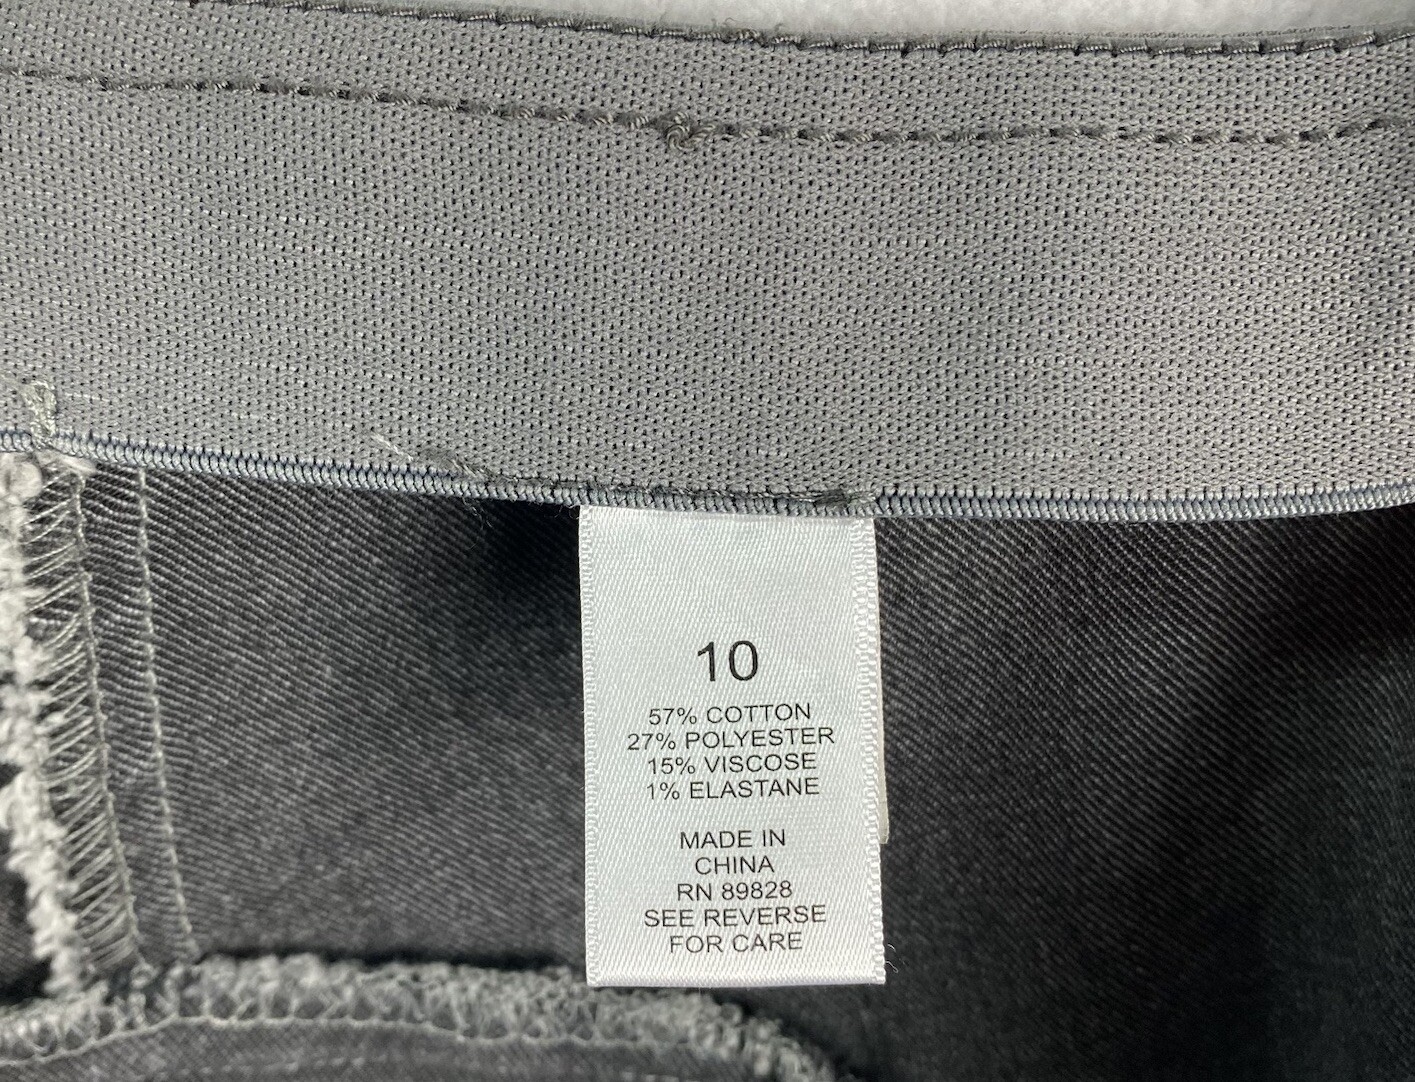 10
57% COTTON
27% POLYESTER
15% VISCOSE
1% ELASTANE
MADE IN
CHINA
RN 89828
SEE REVERSE
FOR CARE